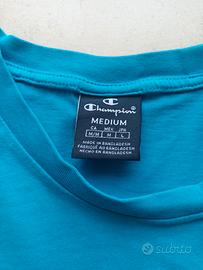 Champion
MEDIUM
CA MEX JPN
M/M M L
MADE IN BANGLADESH
FABRIQUÉ AU BANGLADESH
HECHO EN BANGLADESH
subito